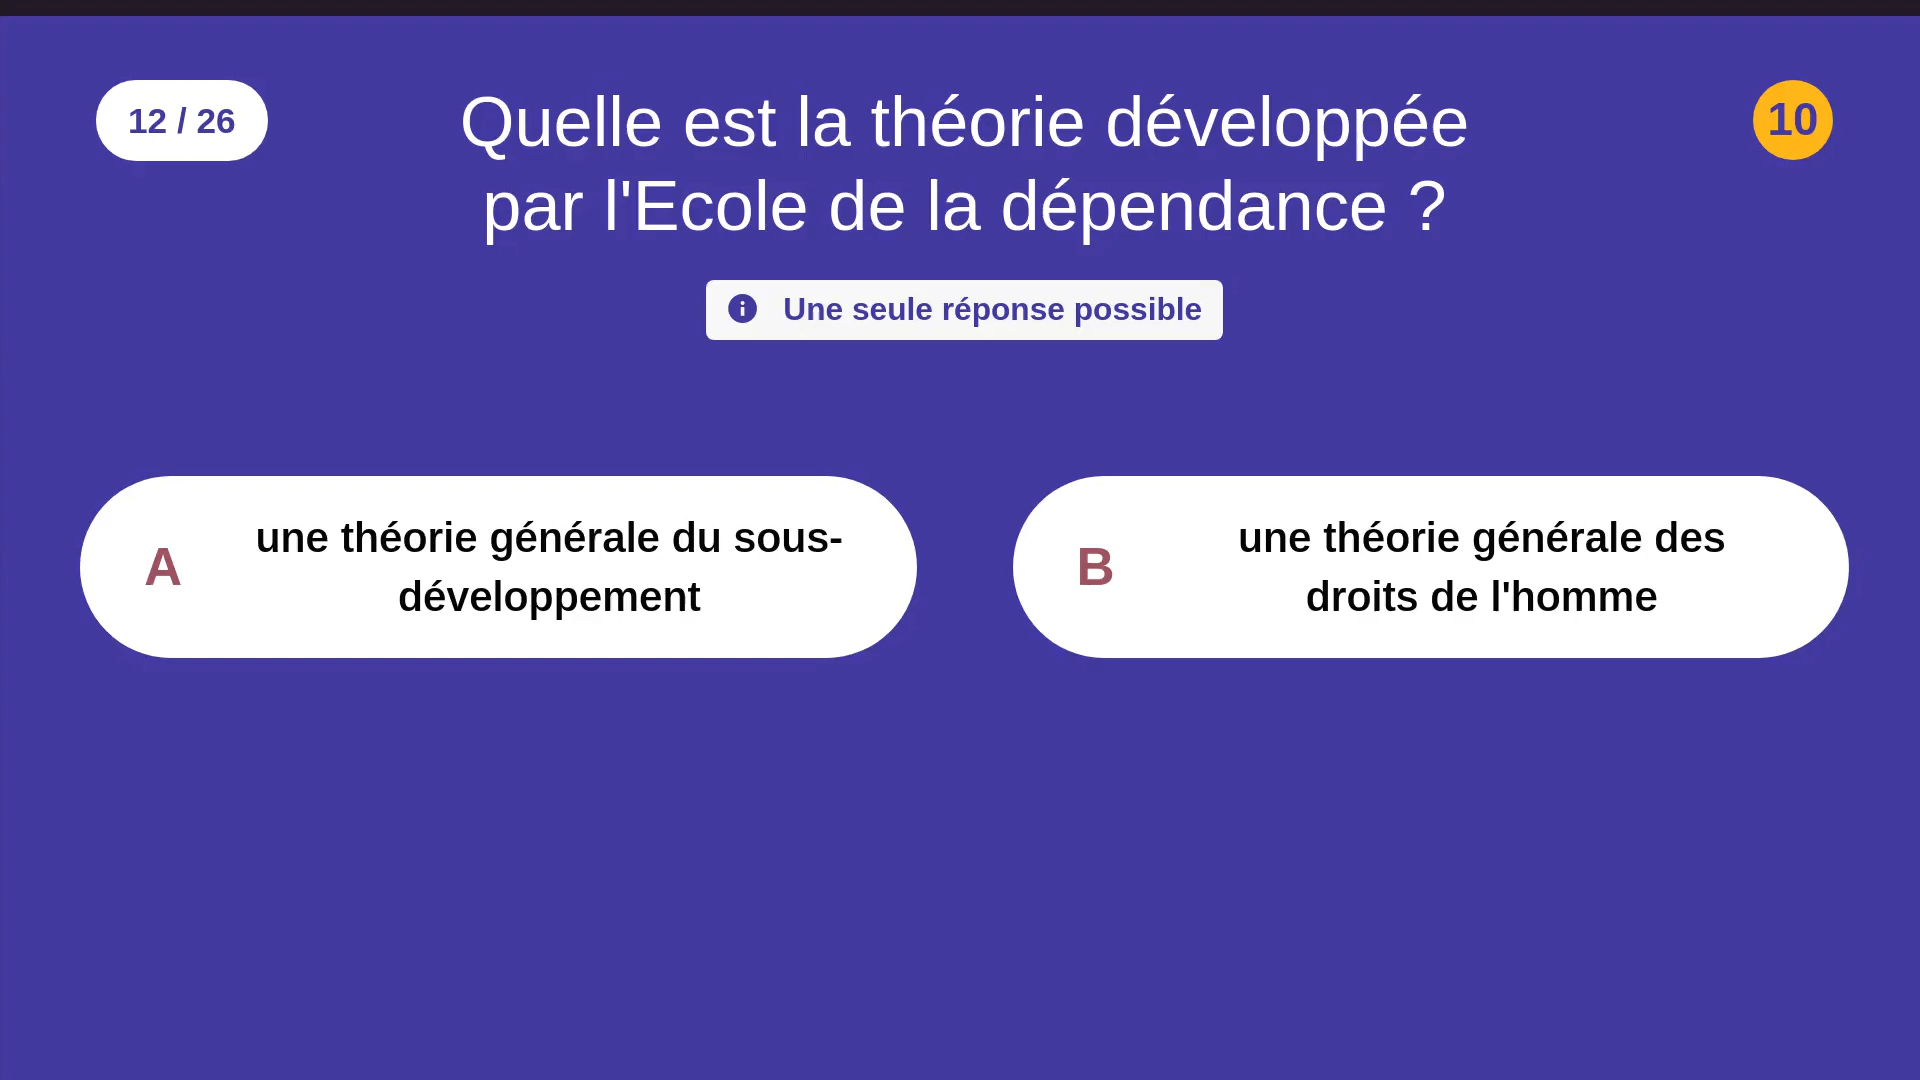 12 / 26
Quelle est la théorie développée
par l'Ecole de la dépendance ?
10
Une seule réponse possible
A
une théorie générale du sous-
développement
B
une théorie générale des
droits de l'homme